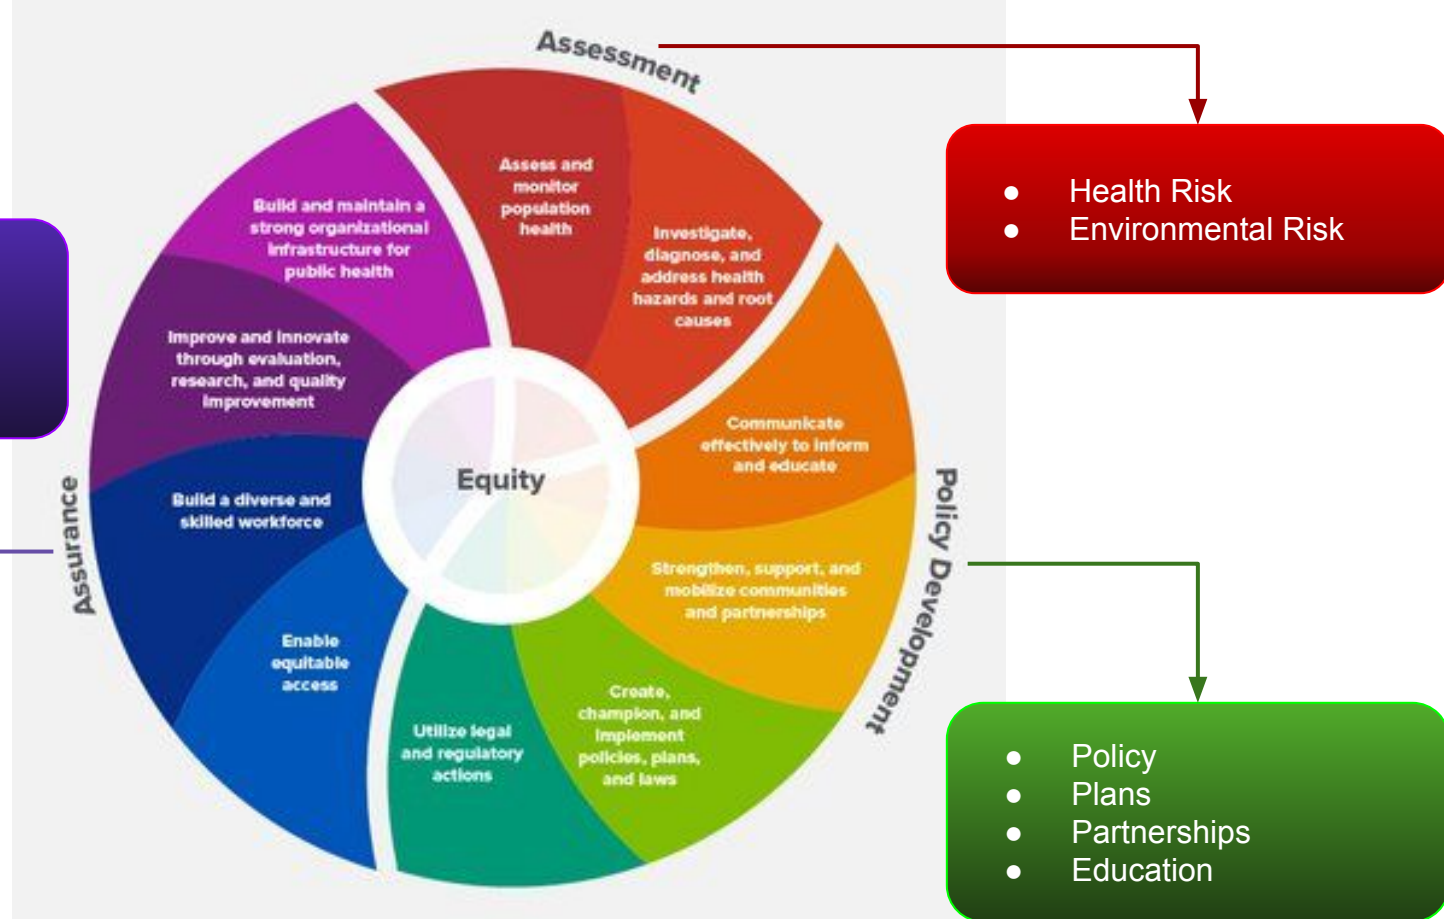 Assessment
Assess and
monitor
population
health
Investigate,
diagnose, and
address health
hazards and root
causes
● Health Risk
● Environmental Risk
Communicate
effectively to inform
and educate
Strengthen, support, and
mobilize communities
and partnerships
Create,
champion, and
implement
policies, plans,
and laws
Utilize legal
and regulatory
actions
Policy Development
● Policy
● Plans
● Partnerships
● Education
Enable
equitable
access
Build a diverse and
skilled workforce
Improve and innovate
through evaluation,
research, and quality
improvement
Build and maintain a
strong organizational
infrastructure for
public health
Assurance
Equity